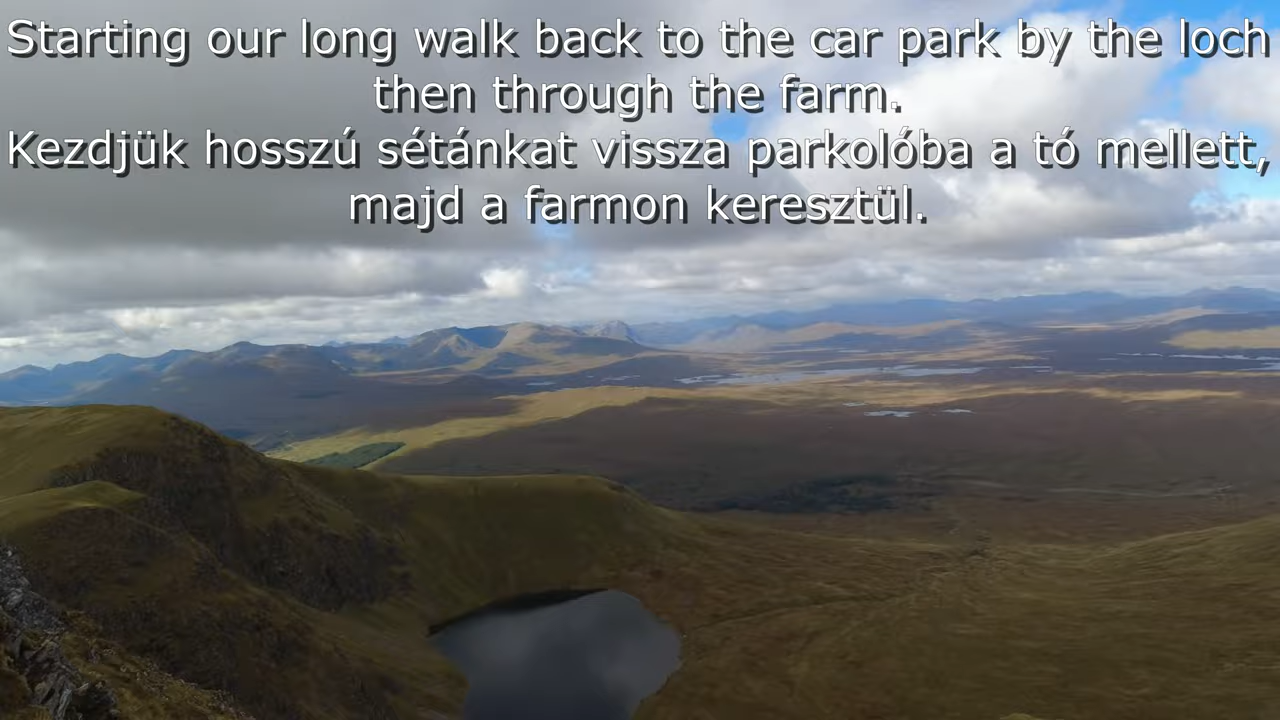 Starting our long walk back to the car park by the loch
then through the farm.
Kezdjük hosszú sétánkat vissza parkolóba a tó mellett,
majd a farmon keresztül.